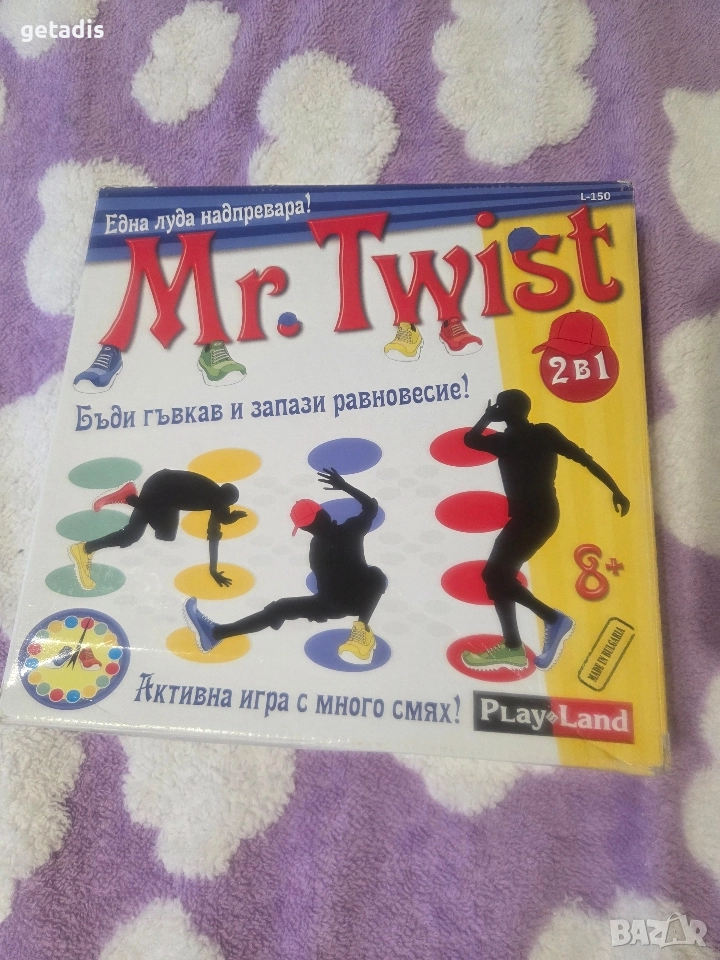 getadis
L-150
Една луда надпревара!
Mr. Twist
2 в 1
Бъди гъвкав и запази равновесие!
8+
MADE IN BULGARIA
Активна игра с много смях!
PLAY Land
BAZAR